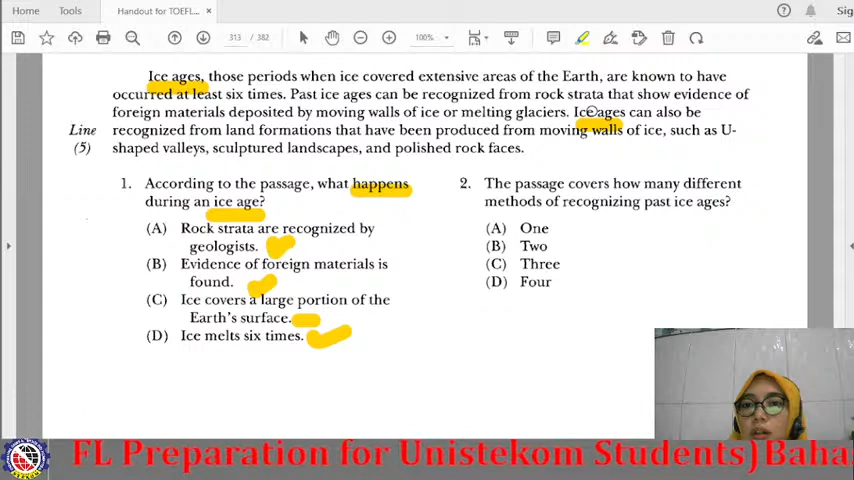 Home Tools Handout for TOEFL... × Sig
313 / 382 100%
Ice ages, those periods when ice covered extensive areas of the Earth, are known to have
occurred at least six times. Past ice ages can be recognized from rock strata that show evidence of
foreign materials deposited by moving walls of ice or melting glaciers. Ice ages can also be
Line recognized from land formations that have been produced from moving walls of ice, such as U-
(5) shaped valleys, sculptured landscapes, and polished rock faces.
1. According to the passage, what happens
during an ice age?
(A) Rock strata are recognized by
geologists.
(B) Evidence of foreign materials is
found.
(C) Ice covers a large portion of the
Earth's surface.
(D) Ice melts six times.
2. The passage covers how many different
methods of recognizing past ice ages?
(A) One
(B) Two
(C) Three
(D) Four
FL Preparation for Unistekom Students) Baha